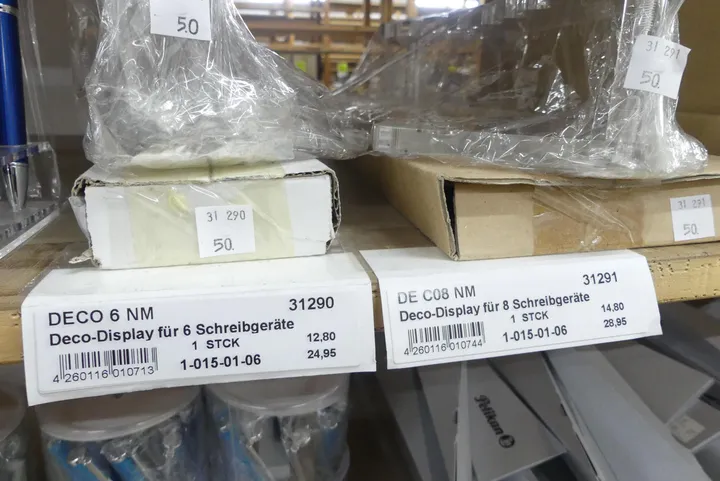 50
31 291
50.
31 290
50.
31 291
50.
DECO 6 NM 31290
Deco-Display für 6 Schreibgeräte
1 STCK 12,80
1-015-01-06 24,95
4 260116 010713
DE C08 NM 31291
Deco-Display für 8 Schreibgeräte
1 STCK 14,80
1-015-01-06 28,95
4 260116 010744
Pelikan